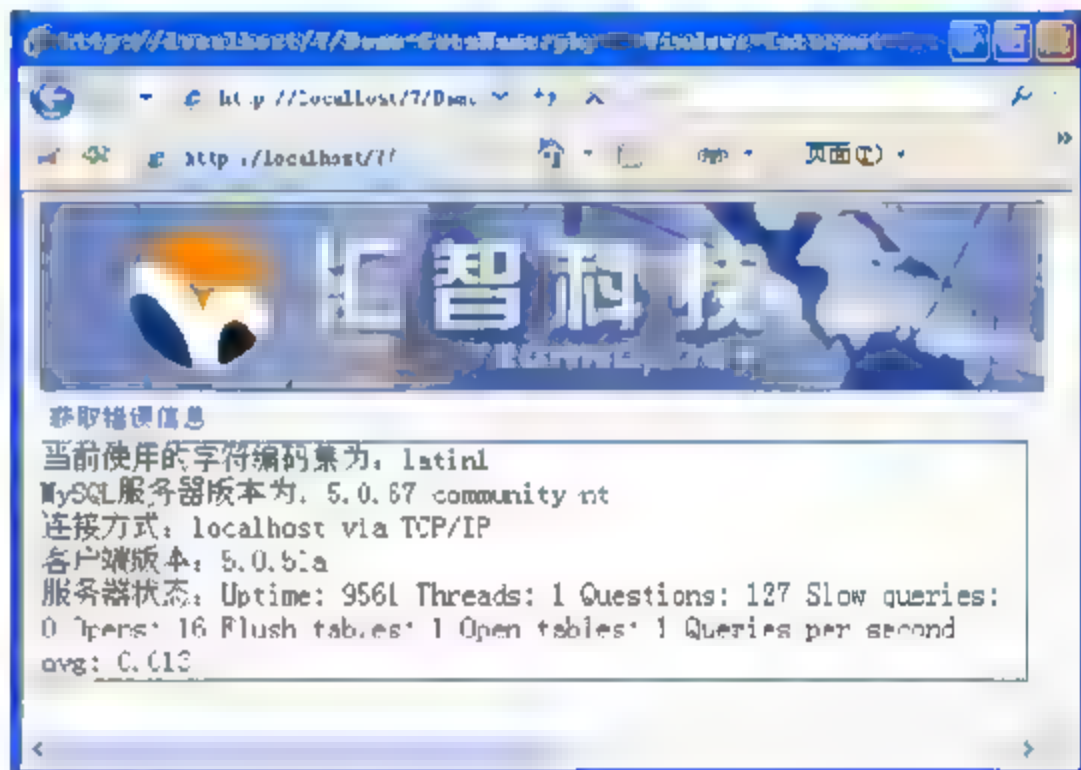 http://localhost/7/
页面(P)
汇智科技
获取错误信息
当前使用的字符编码集为: latin1
MySQL服务器版本为: 5.0.67-community-nt
连接方式: localhost via TCP/IP
客户端版本: 5.0.51a
服务器状态: Uptime: 9561 Threads: 1 Questions: 127 Slow queries:
0 Opens: 16 Flush tables: 1 Open tables: 1 Queries per second
avg: 0.013